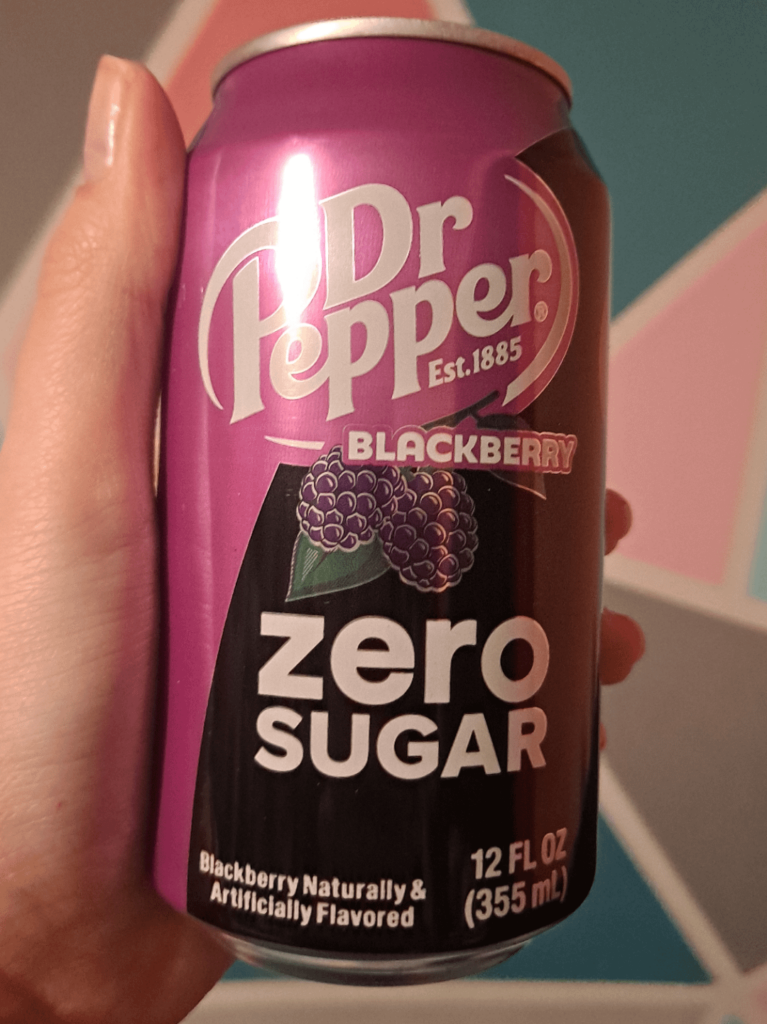 Dr
Pepper®
Est.1885
BLACKBERRY
zero
SUGAR
Blackberry Naturally &
Artificially Flavored
12 FL OZ
(355 mL)